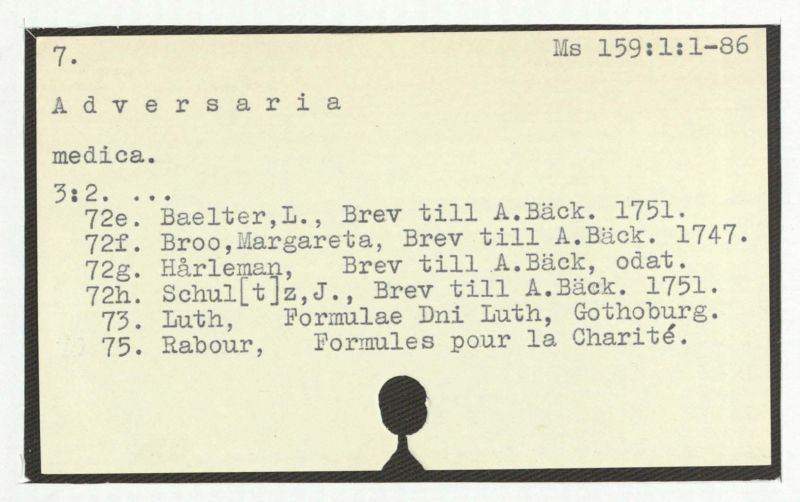 7. Ms 159:1:1-86
A d v e r s a r i a
medica.
3:2. ...
72e. Baelter,L., Brev till A.Bäck. 1751.
72f. Broo,Margareta, Brev till A.Bäck. 1747.
72g. Hårleman, Brev till A.Bäck, odat.
72h. Schul[t]z,J., Brev till A.Bäck. 1751.
73. Luth, Formulae Dni Luth, Gothoburg.
75. Rabour, Formules pour la Charité.